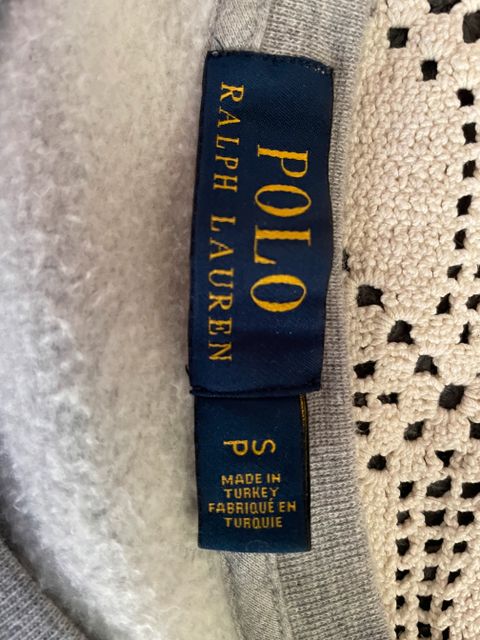 POLO
RALPH LAUREN
S
P
MADE IN
TURKEY
FABRIQUÉ EN
TURQUIE